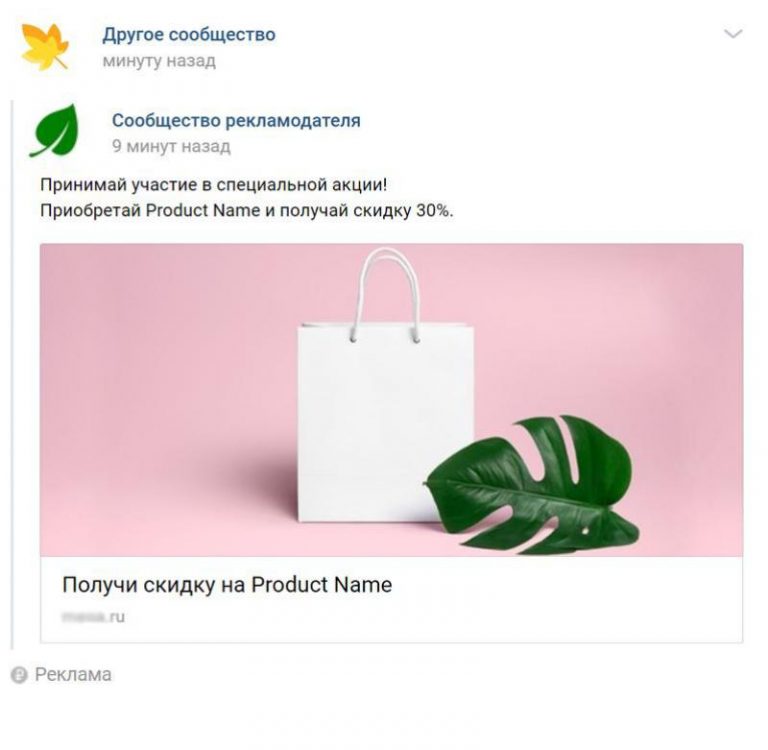 Другое сообщество
минуту назад
Сообщество рекламодателя
9 минут назад
Принимай участие в специальной акции!
Приобретай Product Name и получай скидку 30%.
Получи скидку на Product Name
.ru
Реклама